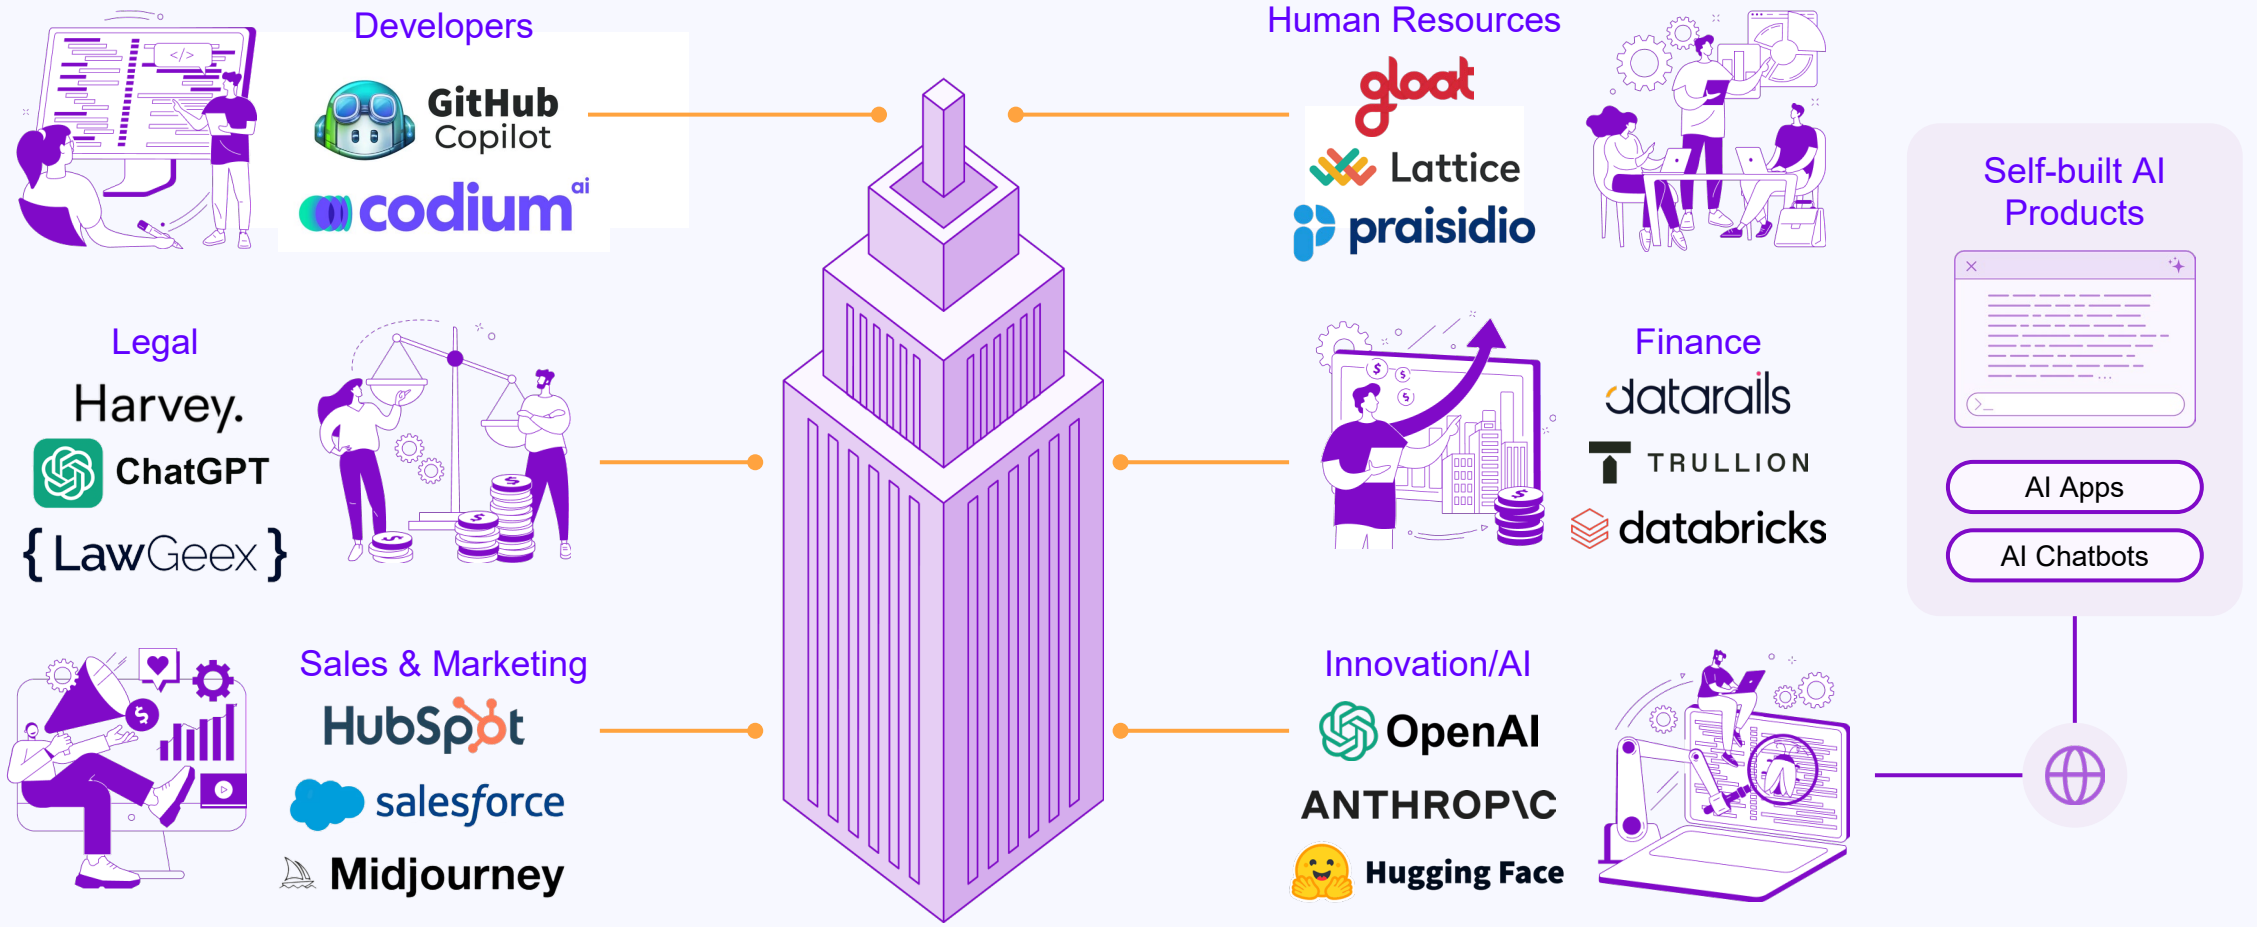 Developers
</>
GitHub
Copilot
codium ai
Human Resources
gloat
Lattice
praisidio
Legal
Harvey.
ChatGPT
{LawGeex}
Finance
$ $ $
datarails
TRULLION
databricks
$ $ $
$
Sales & Marketing
$
HubSpot
salesforce
Midjourney
Innovation/AI
OpenAI
ANTHROP\C
Hugging Face
Self-built AI
Products
>_
AI Apps
AI Chatbots